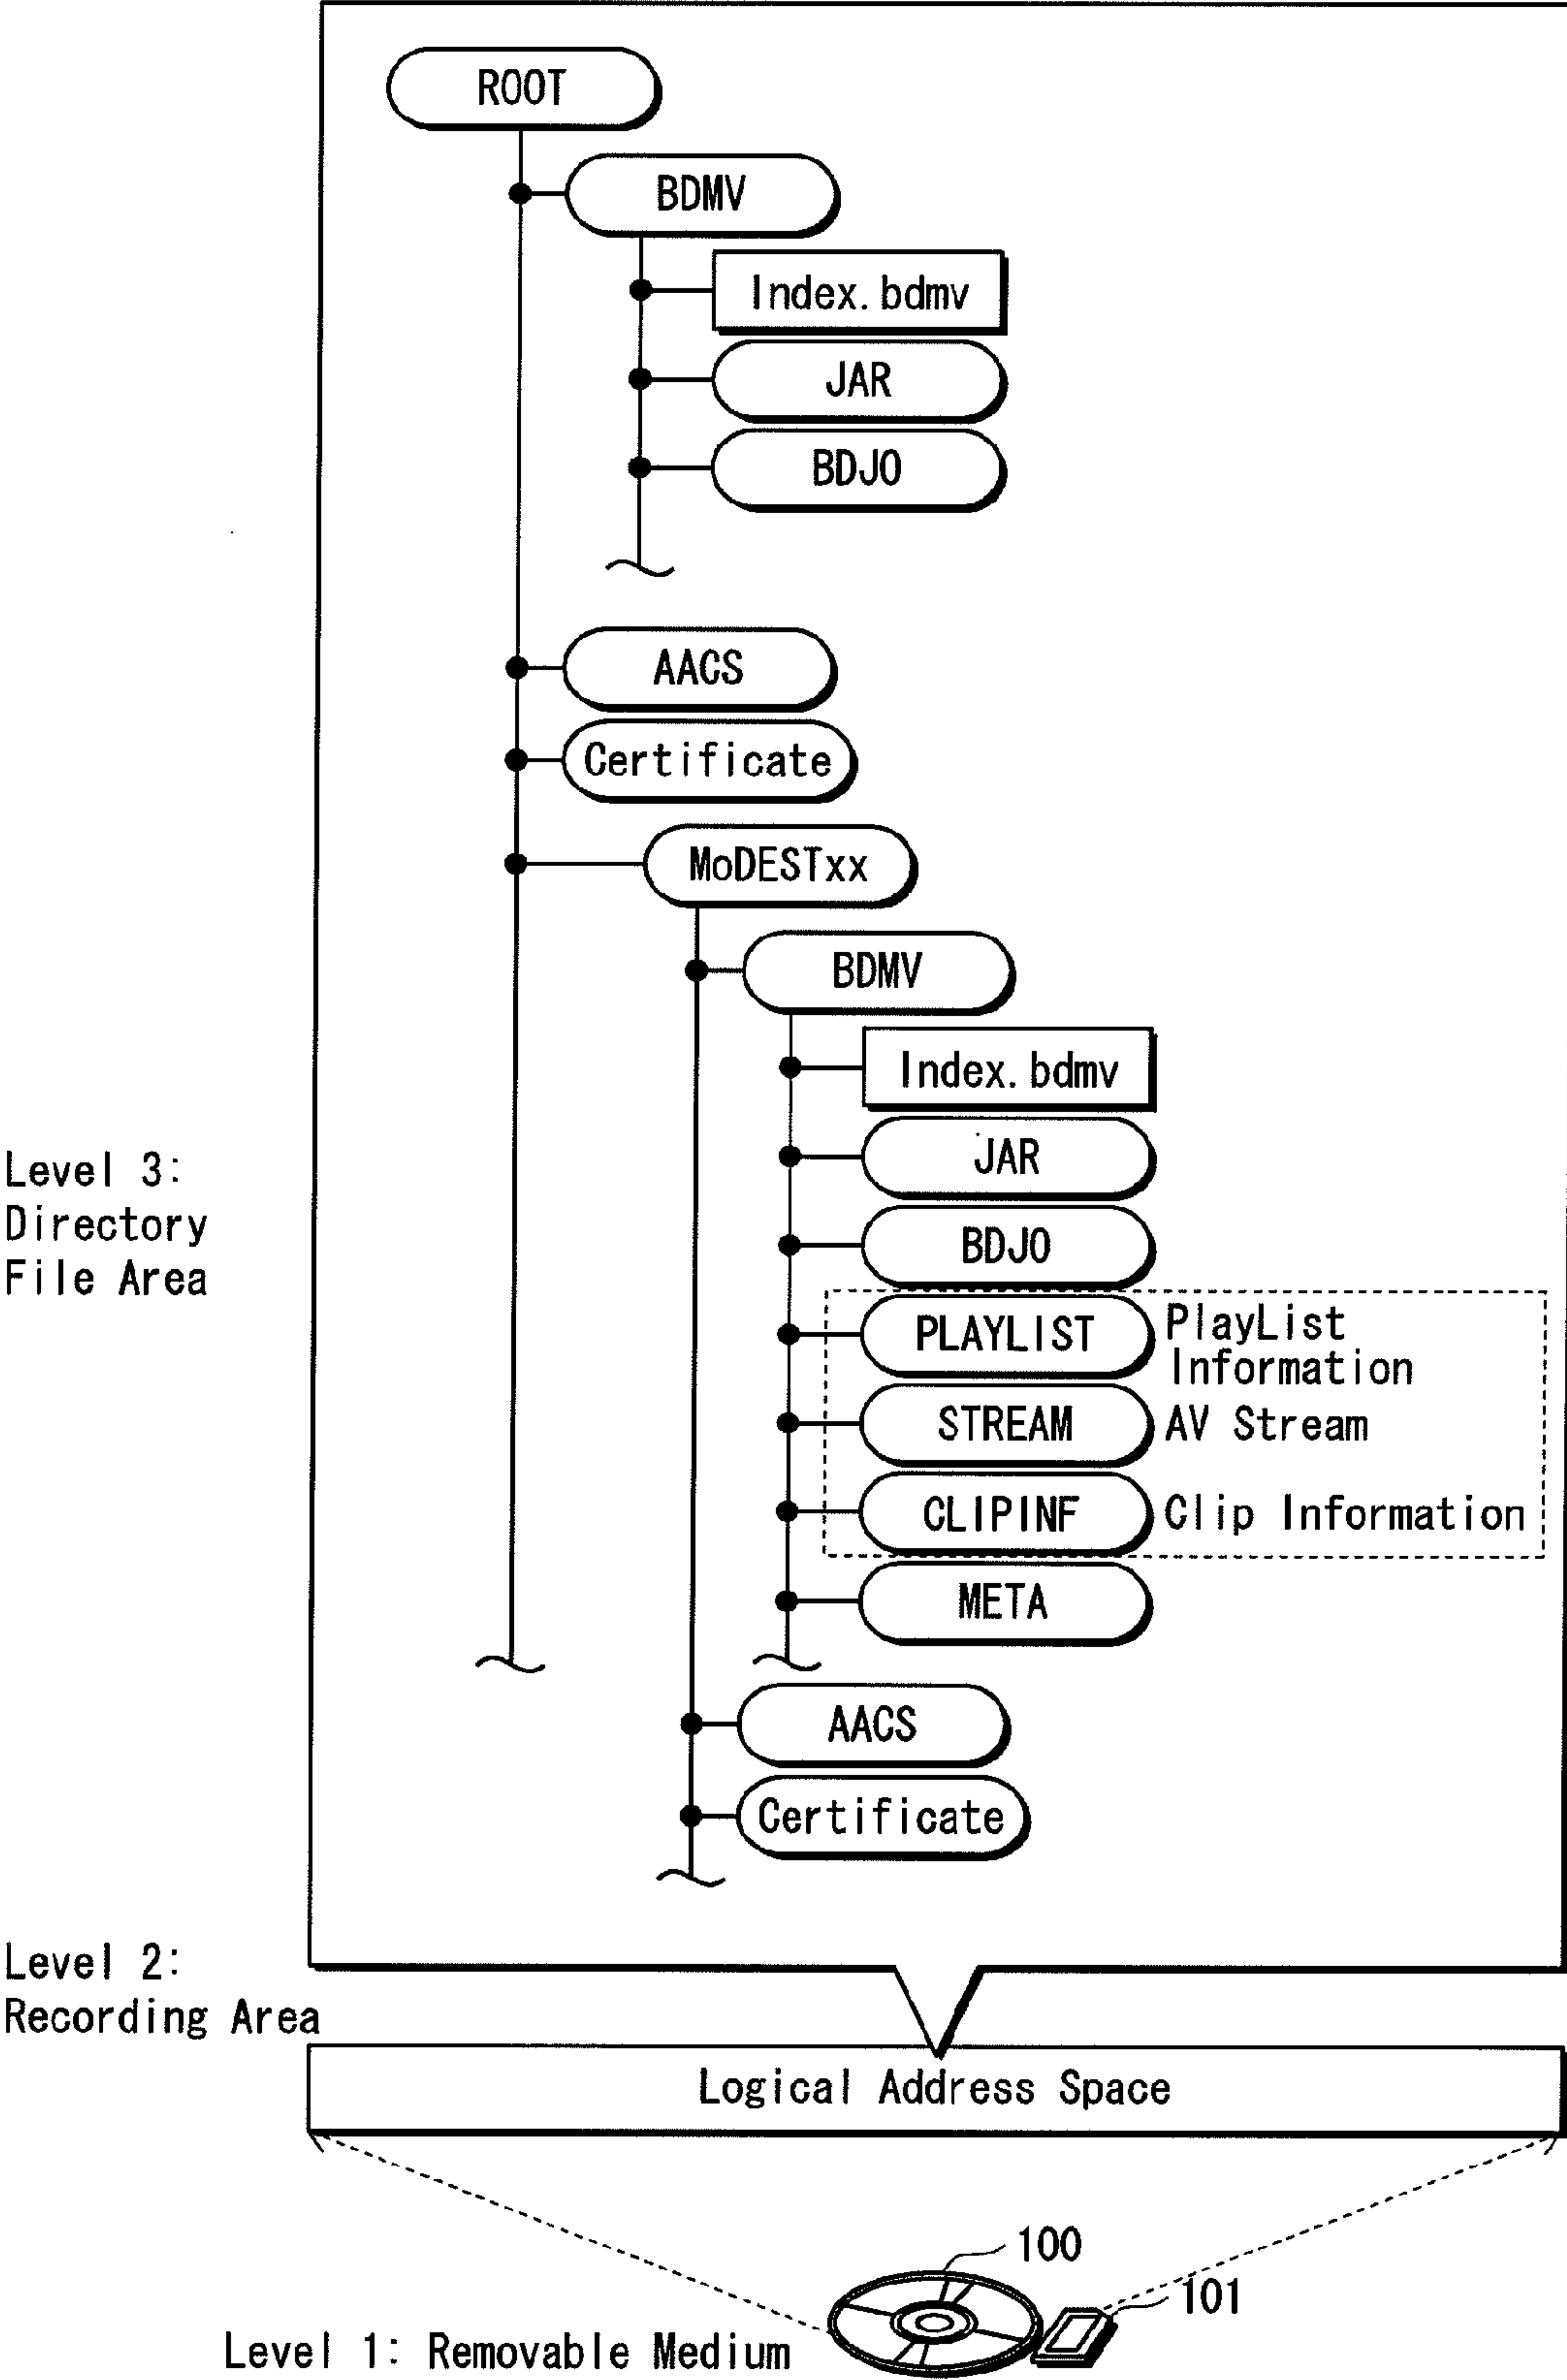 ROOT
BDMV
Index.bdmv
JAR
BDJO
AACS
Certificate
MoDESTxx
BDMV
Index.bdmv
JAR
BDJO
PLAYLIST
PlayList
Information
STREAM
AV Stream
CLIPINF
Clip Information
META
AACS
Certificate
Level 3:
Directory
File Area
Level 2:
Recording Area
Logical Address Space
100
101
Level 1: Removable Medium